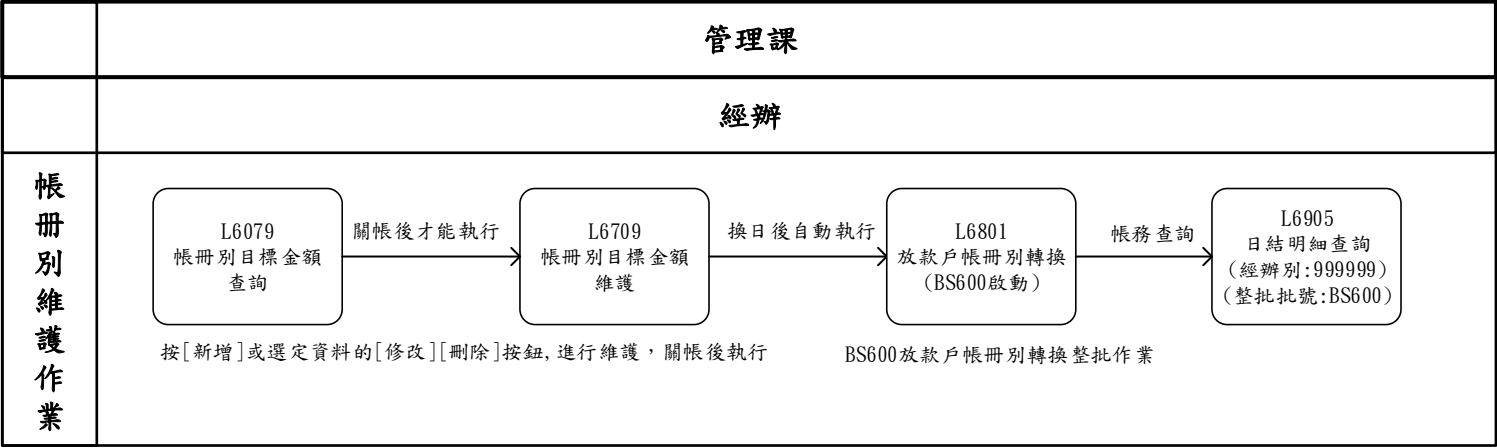 管理課
經辦
帳冊別維護作業
L6079
帳冊別目標金額
查詢
關帳後才能執行
L6709
帳冊別目標金額
維護
換日後自動執行
L6801
放款戶帳冊別轉換
(BS600啟動)
帳務查詢
L6905
日結明細查詢
(經辦別:999999)
(整批批號:BS600)
按[新增]或選定資料的[修改][刪除]按鈕,進行維護，關帳後執行
BS600放款戶帳冊別轉換整批作業